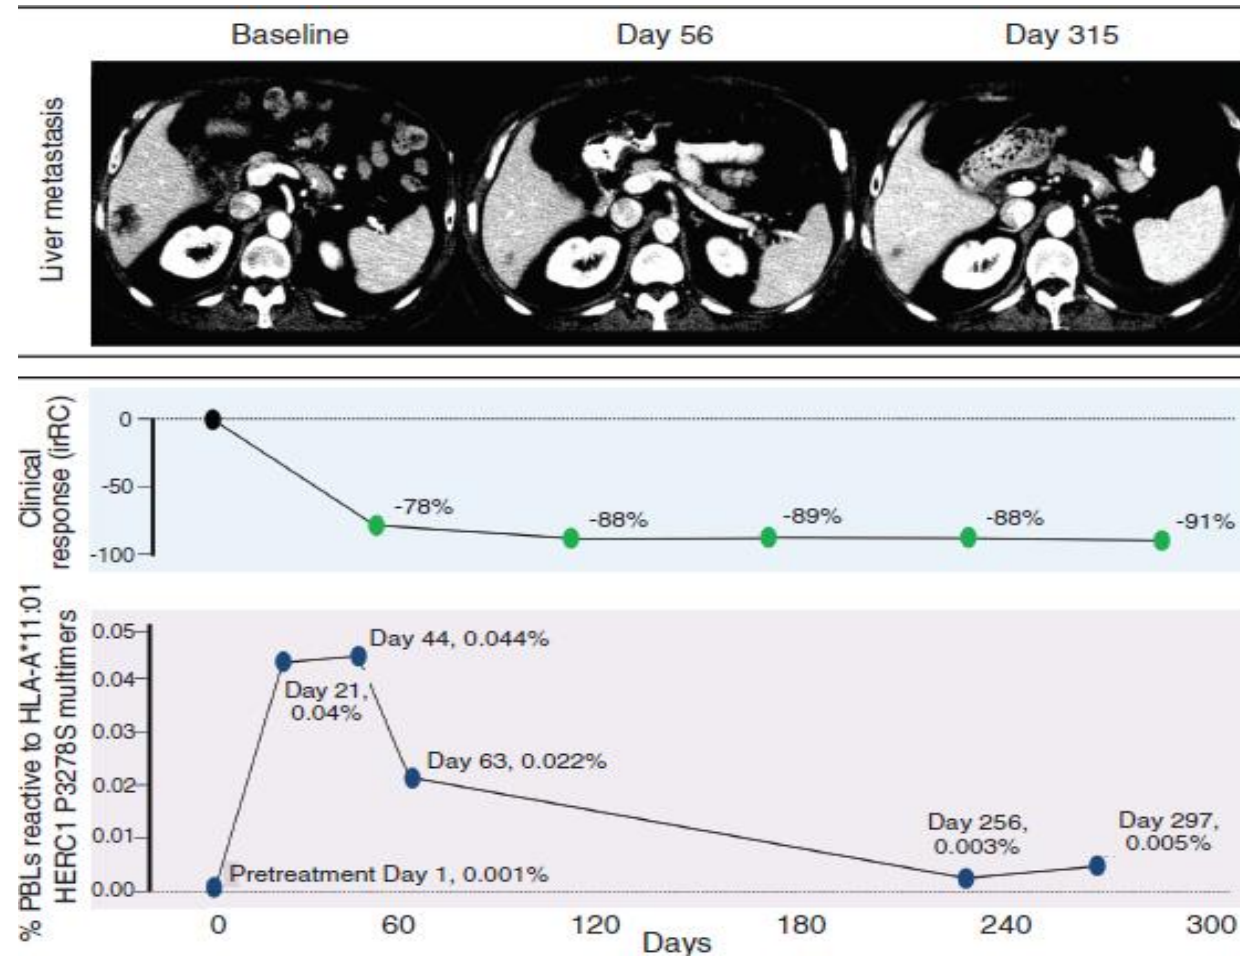 Baseline Day 56 Day 315
Liver metastasis
Clinical
response (irRC)
0
-50
-100
-78%
-88%
-89%
-88%
-91%
% PBLs reactive to HLA-A*11:01
HERC1 P3278S multimers
0.05
0.04
0.03
0.02
0.01
0.00
Day 44, 0.044%
Day 21,
0.04%
Day 63, 0.022%
Day 256,
0.003%
Day 297,
0.005%
Pretreatment Day 1, 0.001%
0 60 120 180 240 300
Days